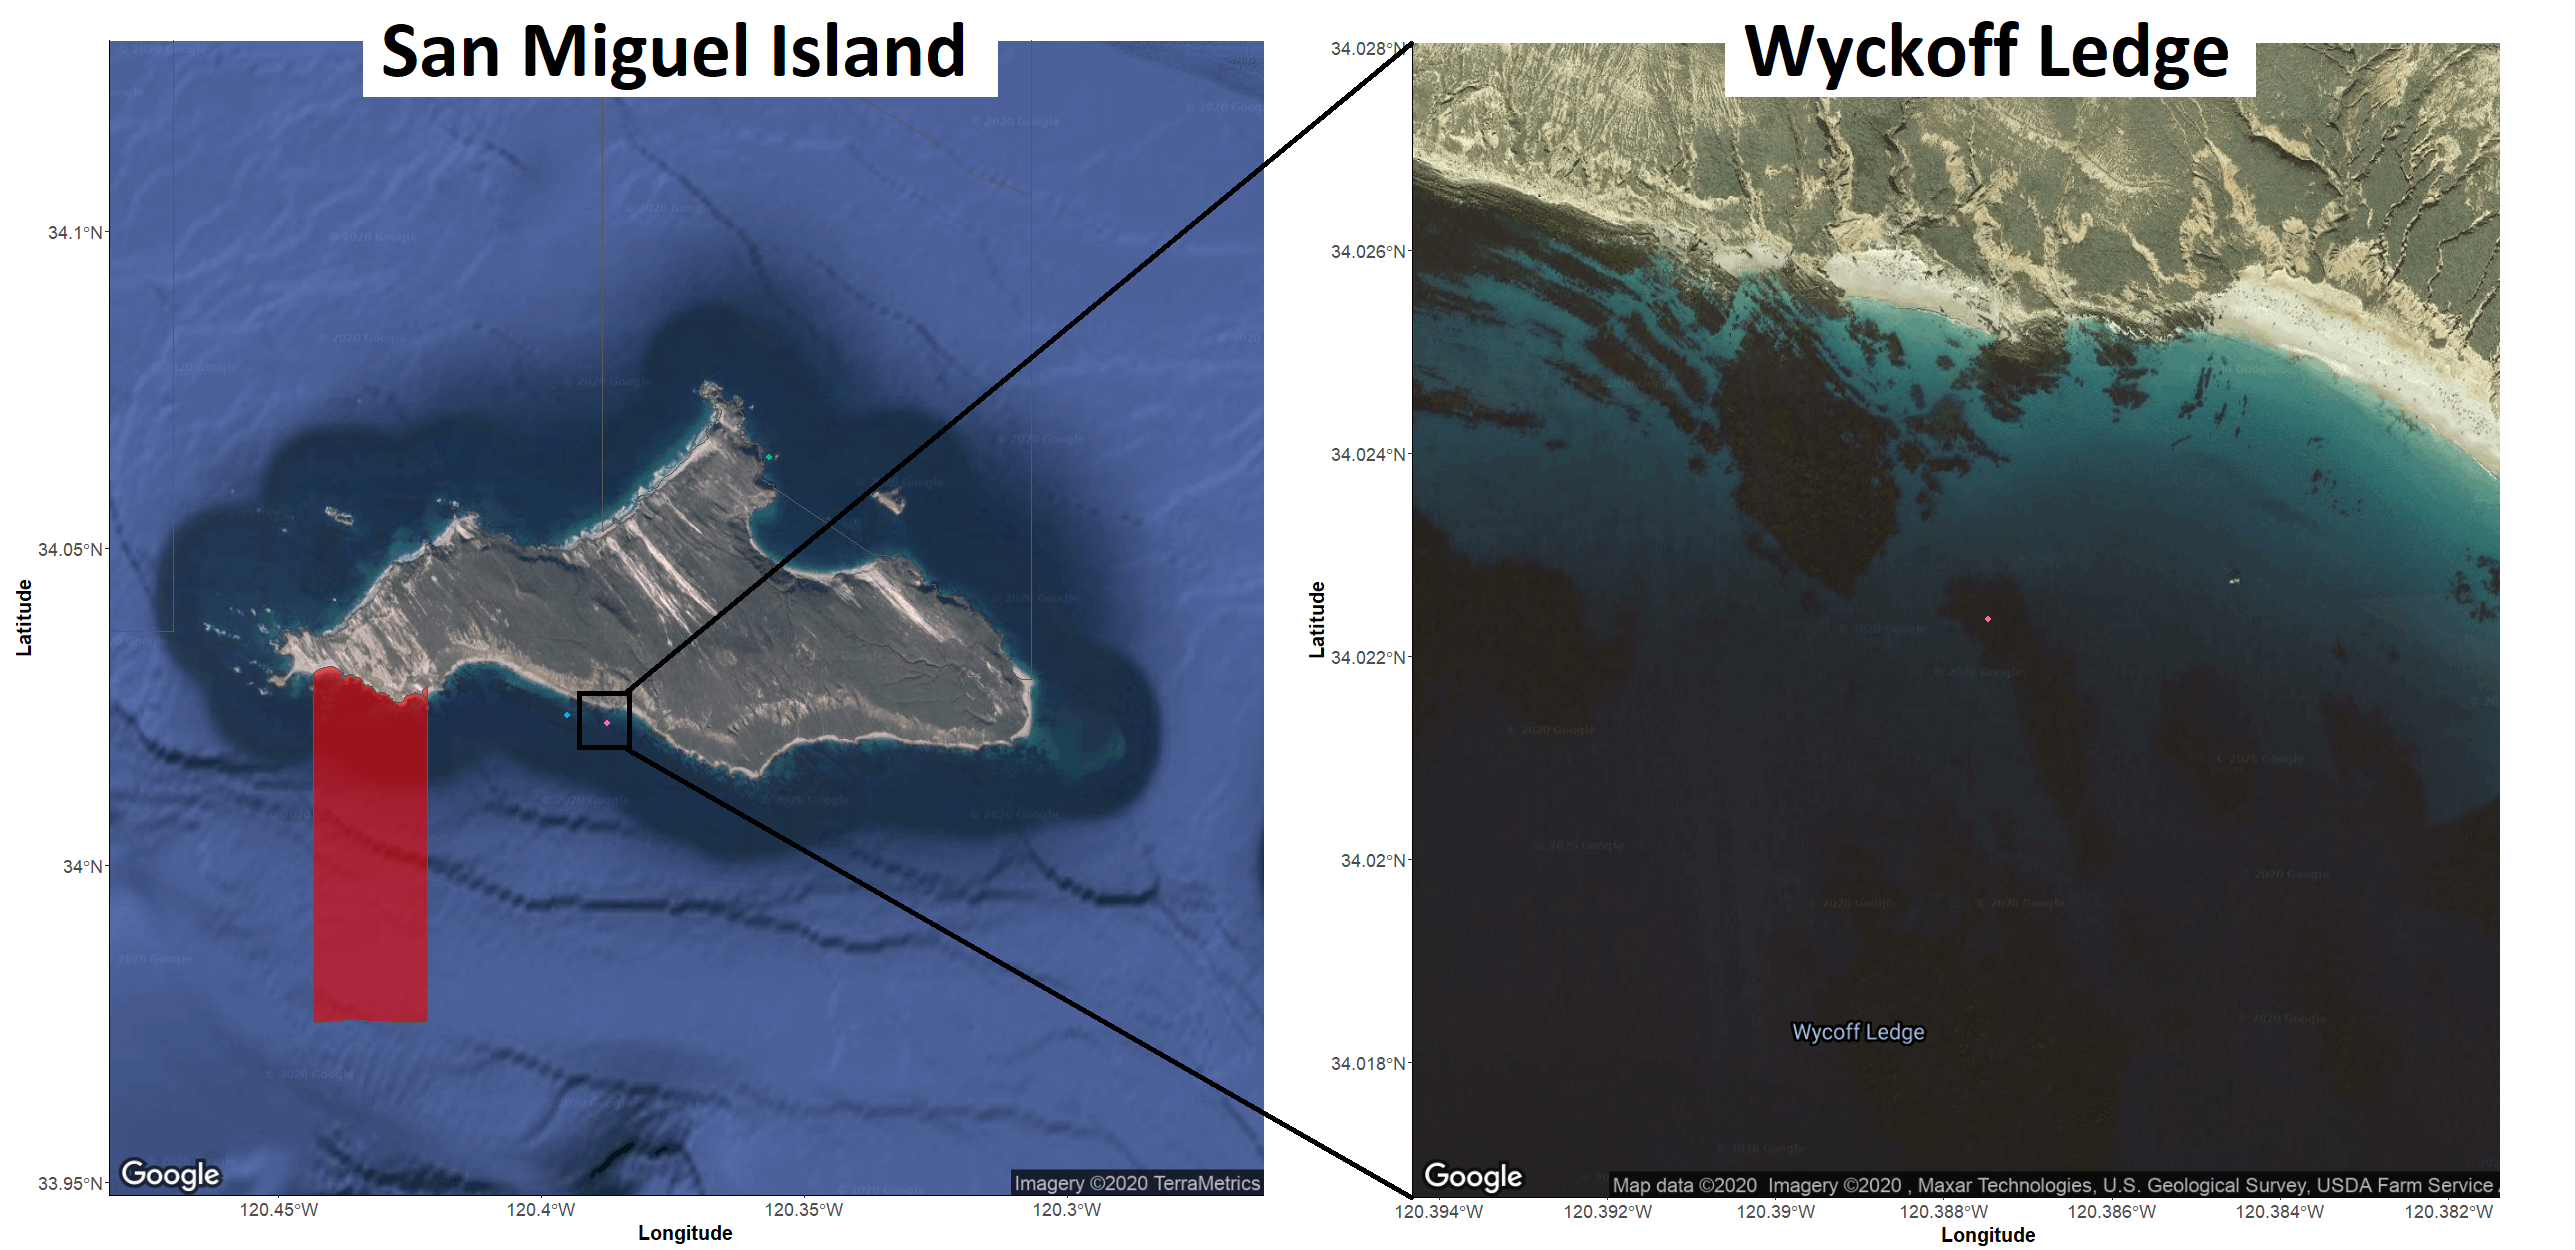 San Miguel Island
Latitude
34.1°N
34.05°N
34°N
33.95°N
120.45°W
120.4°W
120.35°W
120.3°W
Longitude
Google
Imagery ©2020 TerraMetrics
Wyckoff Ledge
Latitude
34.028°N
34.026°N
34.024°N
34.022°N
34.02°N
34.018°N
Wycoff Ledge
Google
Map data ©2020 Imagery ©2020 , Maxar Technologies, U.S. Geological Survey, USDA Farm Service
120.394°W
120.392°W
120.39°W
120.388°W
120.386°W
120.384°W
120.382°W
Longitude
© 2020 Google